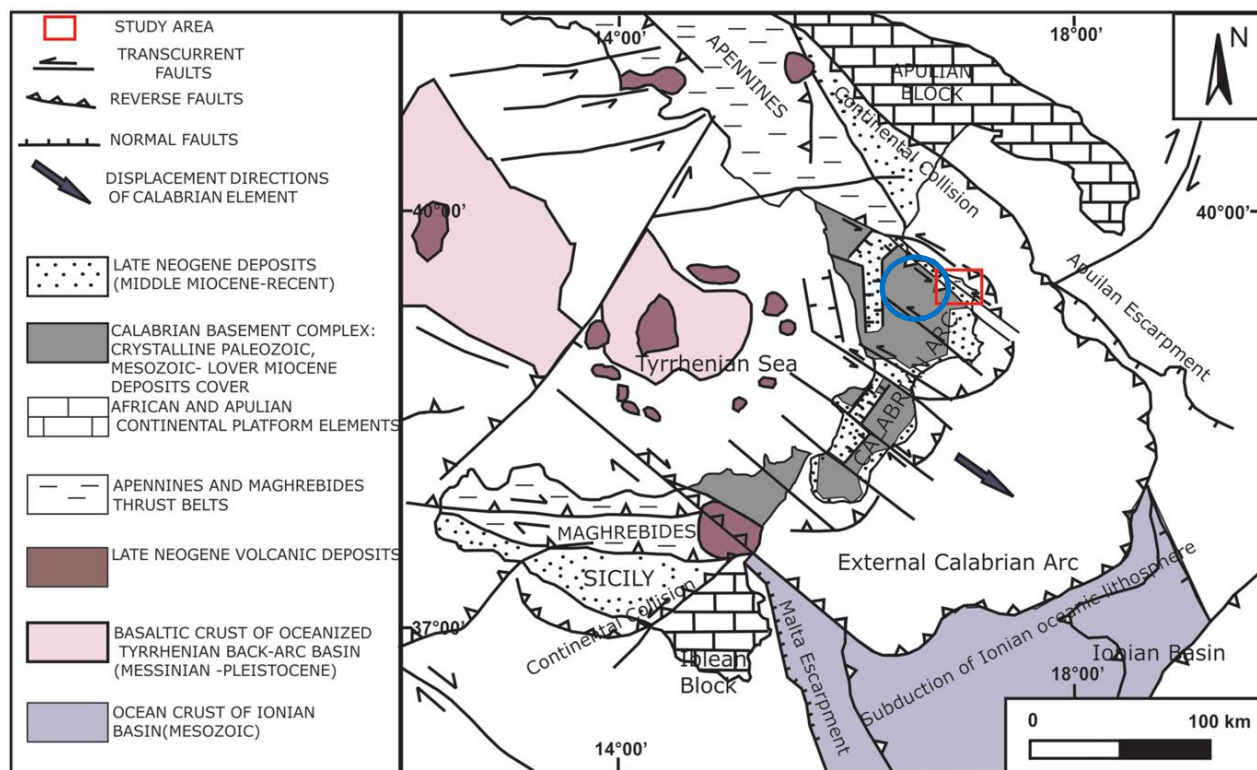 STUDY AREA
TRANSCURRENT
FAULTS
REVERSE FAULTS
NORMAL FAULTS
DISPLACEMENT DIRECTIONS
OF CALABRIAN ELEMENT
LATE NEOGENE DEPOSITS
(MIDDLE MIOCENE-RECENT)
CALABRIAN BASEMENT COMPLEX:
CRYSTALLINE PALEOZOIC,
MESOZOIC- LOVER MIOCENE
DEPOSITS COVER
AFRICAN AND APULIAN
CONTINENTAL PLATFORM ELEMENTS
APENNINES AND MAGHREBIDES
THRUST BELTS
LATE NEOGENE VOLCANIC DEPOSITS
BASALTIC CRUST OF OCEANIZED
TYRRHENIAN BACK-ARC BASIN
(MESSINIAN -PLEISTOCENE)
OCEAN CRUST OF IONIAN
BASIN(MESOZOIC)
14°00'
18°00'
N
APENNINES
APULIAN
BLOCK
Continental Collision
40°00'
40°00'
Apuilan Escarpment
Tyrrhenian Sea
CALABRIAN ARC
MAGHREBIDES
SICILY
External Calabrian Arc
37°00'
Continental Collision
Iblean
Block
Malta Escarpment
Subduction of Ionian oceanic lithosphere
Ionian Basin
14°00'
18°00'
0
100 km